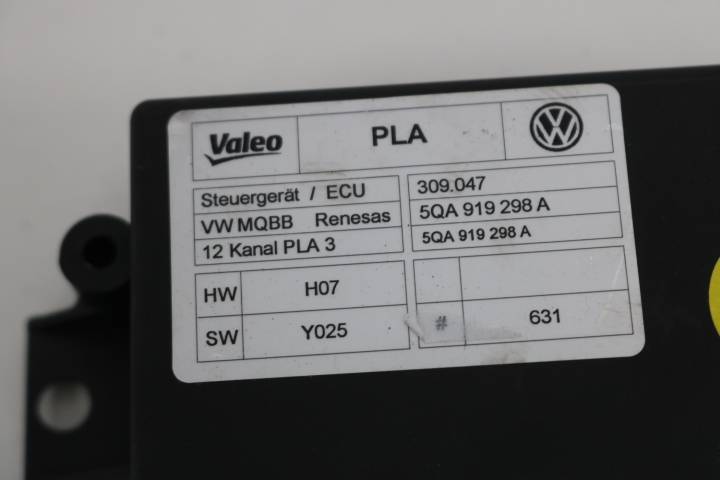 Valeo PLA
Steuergerät / ECU 309.047
VW MQBB Renesas 5QA 919 298 A
12 Kanal PLA 3 5QA 919 298 A
HW H07
SW Y025 # 631